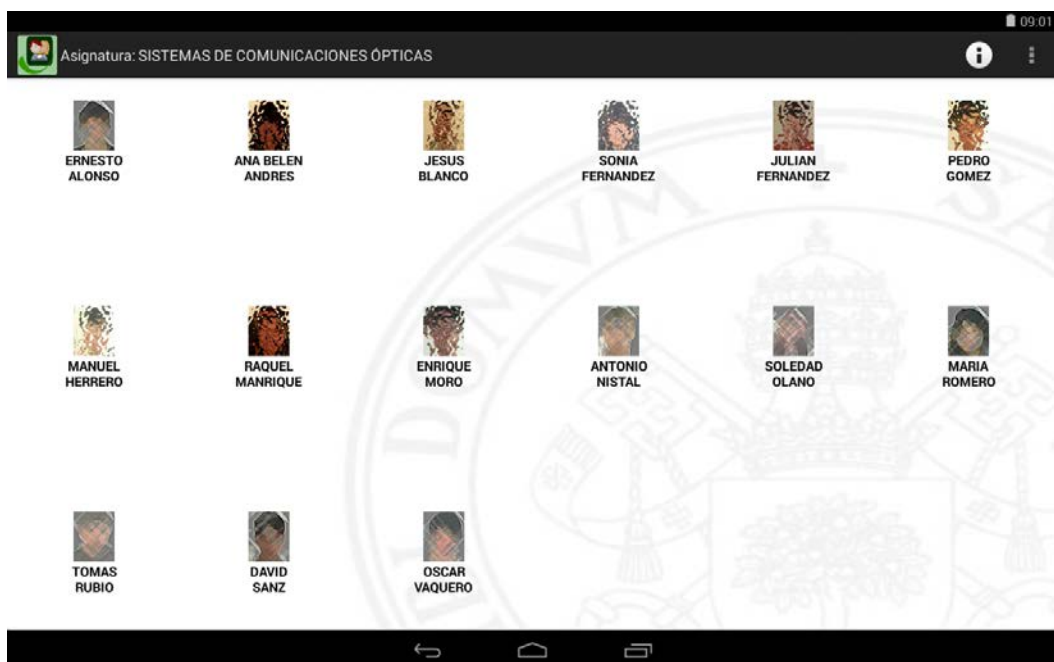 09:01
Asignatura: SISTEMAS DE COMUNICACIONES ÓPTICAS
ERNESTO
ALONSO
ANA BELEN
ANDRES
JESUS
BLANCO
SONIA
FERNANDEZ
JULIAN
FERNANDEZ
PEDRO
GOMEZ
MANUEL
HERRERO
RAQUEL
MANRIQUE
ENRIQUE
MORO
ANTONIO
NISTAL
SOLEDAD
OLANO
MARIA
ROMERO
TOMAS
RUBIO
DAVID
SANZ
OSCAR
VAQUERO
DOMVM